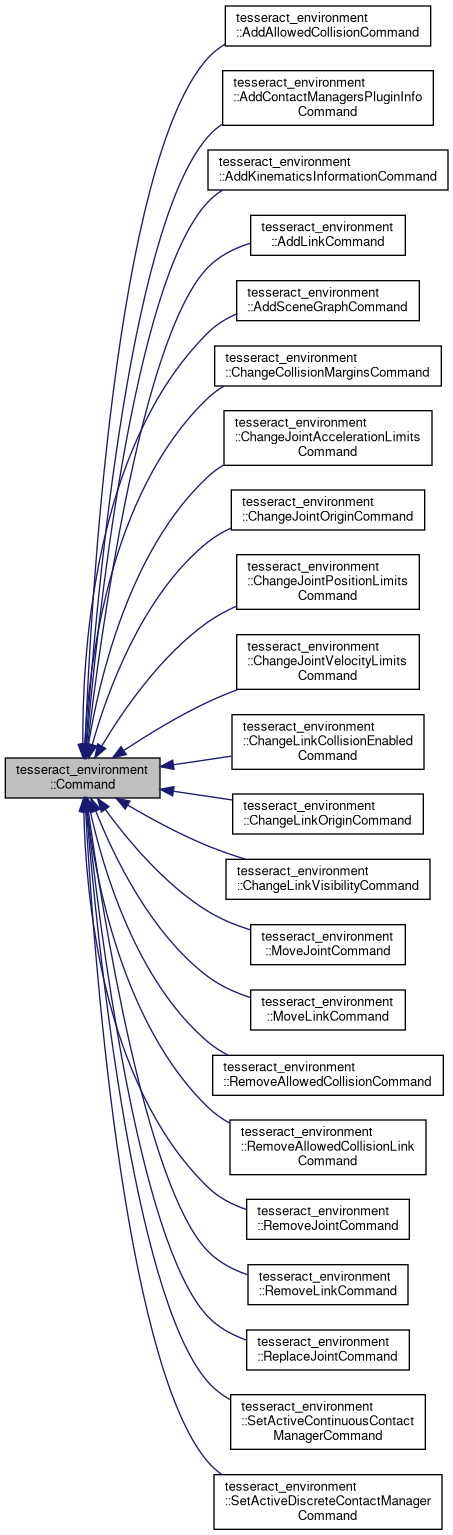 tesseract_environment
::AddAllowedCollisionCommand
tesseract_environment
::AddContactManagersPluginInfo
Command
tesseract_environment
::AddKinematicsInformationCommand
tesseract_environment
::AddLinkCommand
tesseract_environment
::AddSceneGraphCommand
tesseract_environment
::ChangeCollisionMarginsCommand
tesseract_environment
::ChangeJointAccelerationLimits
Command
tesseract_environment
::ChangeJointOriginCommand
tesseract_environment
::ChangeJointPositionLimits
Command
tesseract_environment
::ChangeJointVelocityLimits
Command
tesseract_environment
::ChangeLinkCollisionEnabled
Command
tesseract_environment
::Command
tesseract_environment
::ChangeLinkOriginCommand
tesseract_environment
::ChangeLinkVisibilityCommand
tesseract_environment
::MoveJointCommand
tesseract_environment
::MoveLinkCommand
tesseract_environment
::RemoveAllowedCollisionCommand
tesseract_environment
::RemoveAllowedCollisionLink
Command
tesseract_environment
::RemoveJointCommand
tesseract_environment
::RemoveLinkCommand
tesseract_environment
::ReplaceJointCommand
tesseract_environment
::SetActiveContinuousContact
ManagerCommand
tesseract_environment
::SetActiveDiscreteContactManager
Command